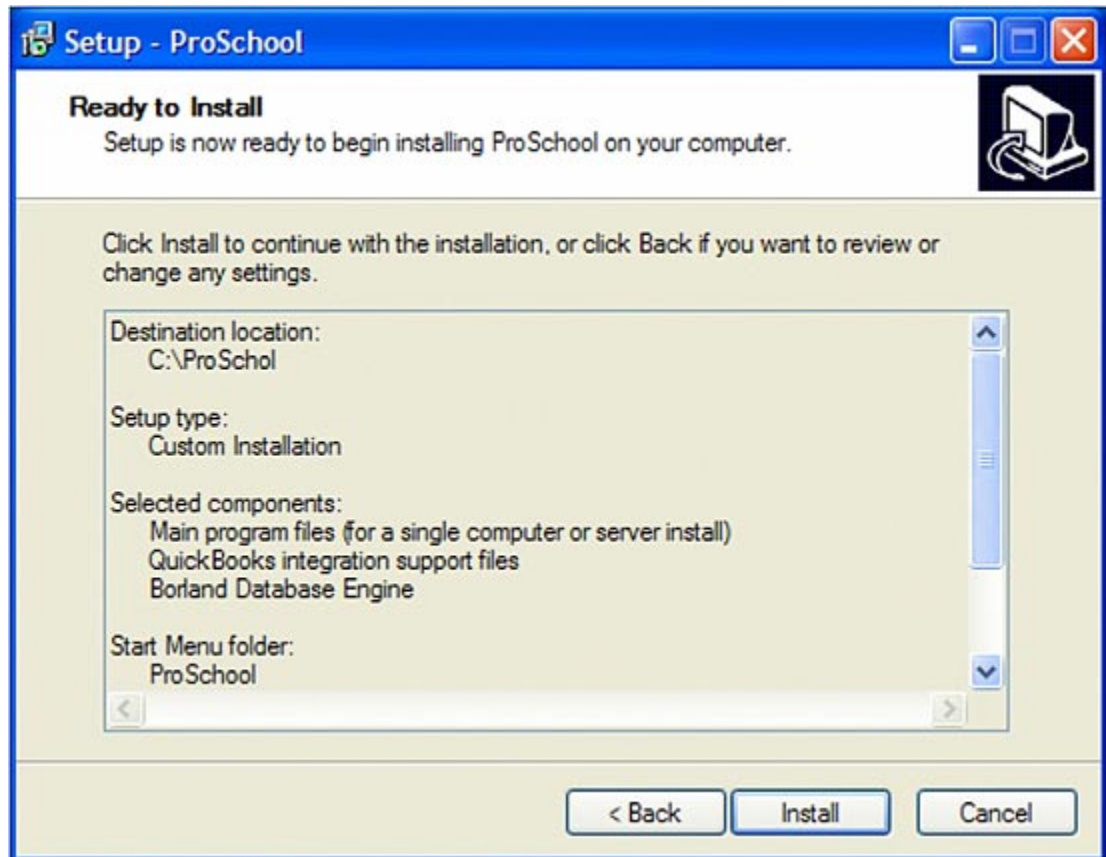 Setup - ProSchool
Ready to Install
Setup is now ready to begin installing ProSchool on your computer.
Click Install to continue with the installation, or click Back if you want to review or
change any settings.
Destination location:
C:\ProSchol
Setup type:
Custom Installation
Selected components:
Main program files (for a single computer or server install)
QuickBooks integration support files
Borland Database Engine
Start Menu folder:
ProSchool
< Back Install Cancel